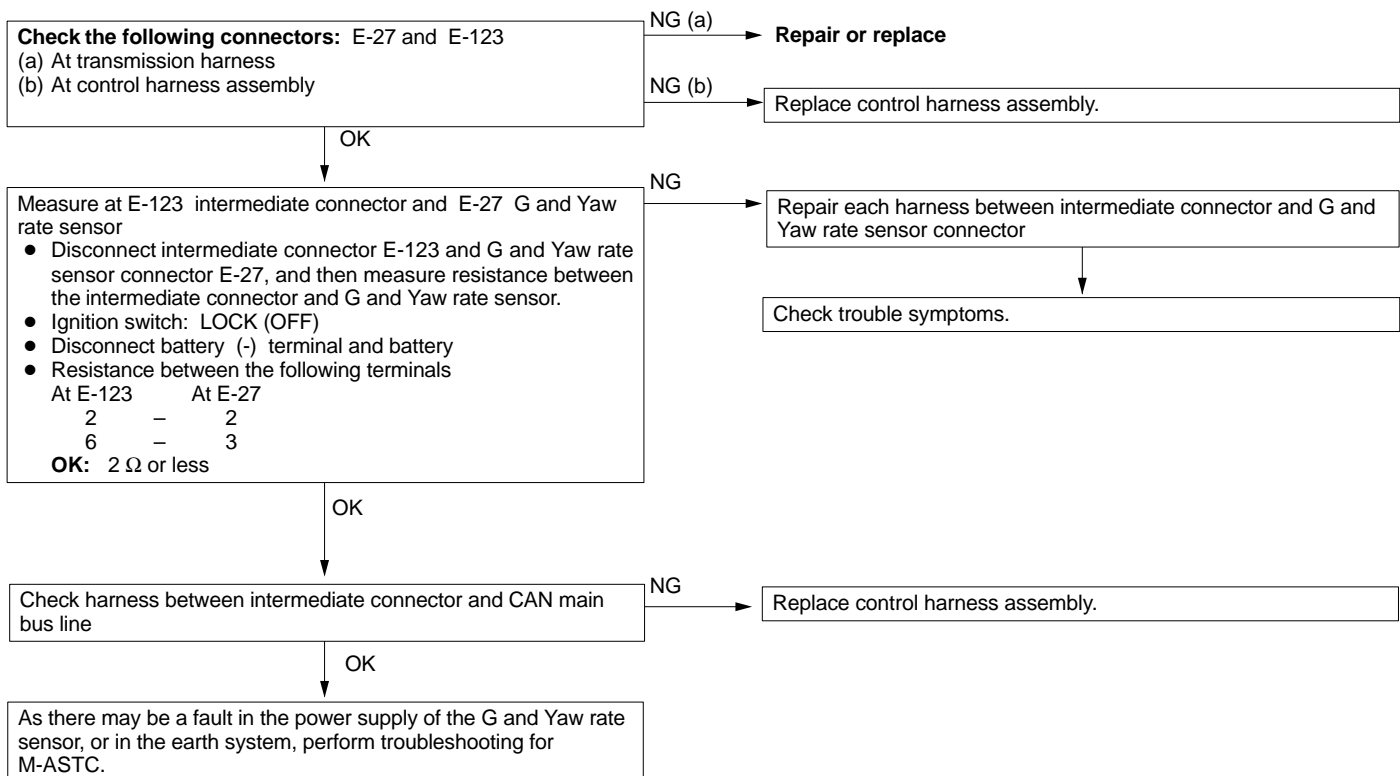 Check the following connectors: E-27 and E-123
(a) At transmission harness
(b) At control harness assembly
NG (a)
Repair or replace
NG (b)
Replace control harness assembly.
OK
Measure at E-123 intermediate connector and E-27 G and Yaw
rate sensor
● Disconnect intermediate connector E-123 and G and Yaw rate
sensor connector E-27, and then measure resistance between
the intermediate connector and G and Yaw rate sensor.
● Ignition switch: LOCK (OFF)
● Disconnect battery (-) terminal and battery
● Resistance between the following terminals
At E-123 At E-27
2 – 2
6 – 3
OK: 2 Ω or less
NG
Repair each harness between intermediate connector and G and
Yaw rate sensor connector
Check trouble symptoms.
OK
Check harness between intermediate connector and CAN main
bus line
NG
Replace control harness assembly.
OK
As there may be a fault in the power supply of the G and Yaw rate
sensor, or in the earth system, perform troubleshooting for
M-ASTC.